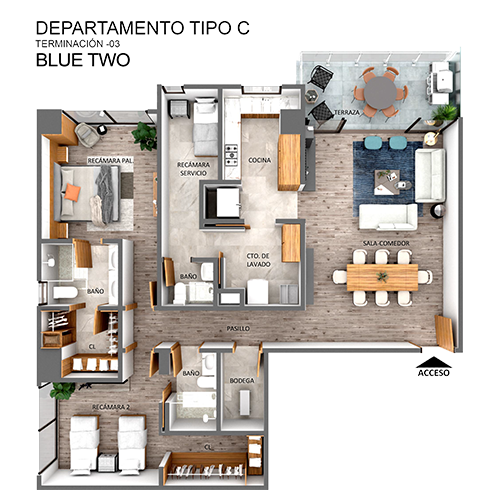 DEPARTAMENTO TIPO C
TERMINACIÓN -03
BLUE TWO
TERRAZA
RECÁMARA PAL.
RECÁMARA
SERVICIO
COCINA
SALA-COMEDOR
CTO. DE
LAVADO
BAÑO
BAÑO
PASILLO
CL
ACCESO
BAÑO
BODEGA
RECÁMARA 2
CL